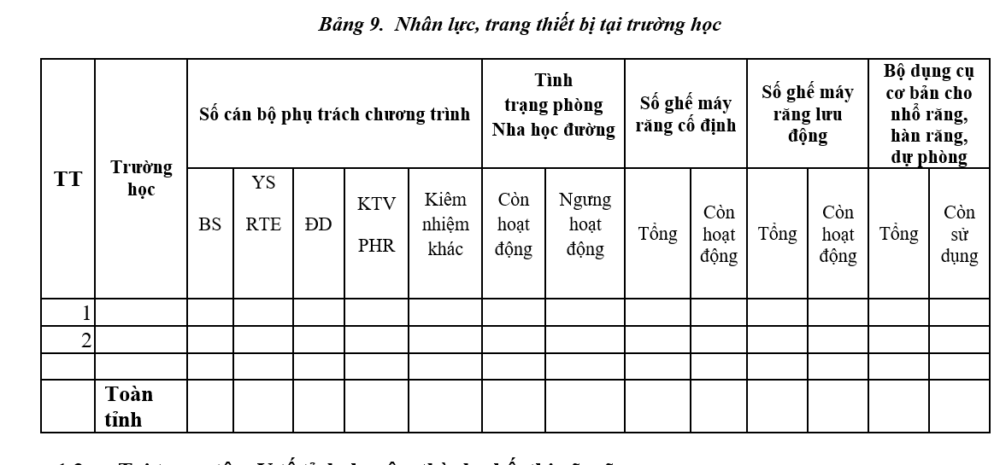 Bảng 9. Nhân lực, trang thiết bị tại trường học
TT
Trường
học
Số cán bộ phụ trách chương trình
Tình
trạng phòng
Nha học đường
Số ghế máy
răng cố định
Số ghế máy
răng lưu
động
Bộ dụng cụ
cơ bản cho
nhổ răng,
hàn răng,
dự phòng
BS
YS
RTE
ĐD
KTV
PHR
Kiêm
nhiệm
khác
Còn
hoạt
động
Ngưng
hoạt
động
Tổng
Còn
hoạt
động
Tổng
Còn
hoạt
động
Tổng
Còn
sử
dụng
1
2
Toàn
tỉnh